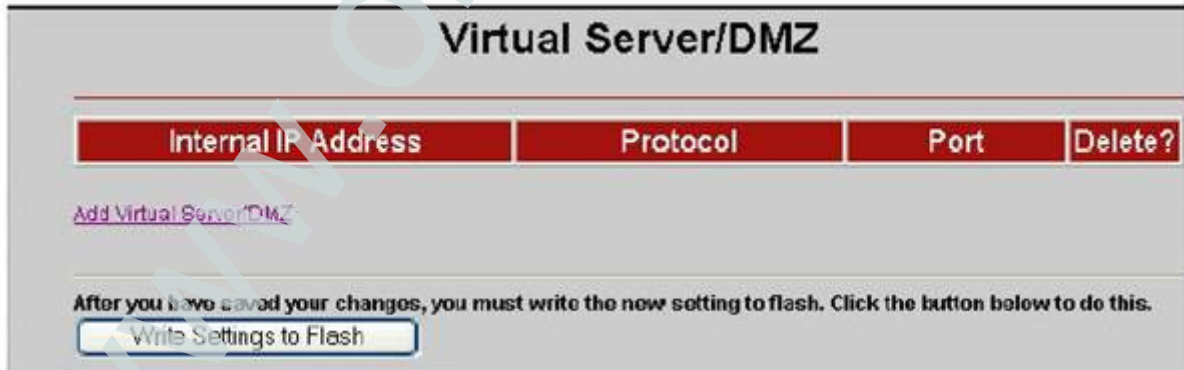 Virtual Server/DMZ
Internal IP Address Protocol Port Delete?
Add Virtual Server/DMZ
After you have saved your changes, you must write the new setting to flash. Click the button below to do this.
Write Settings to Flash